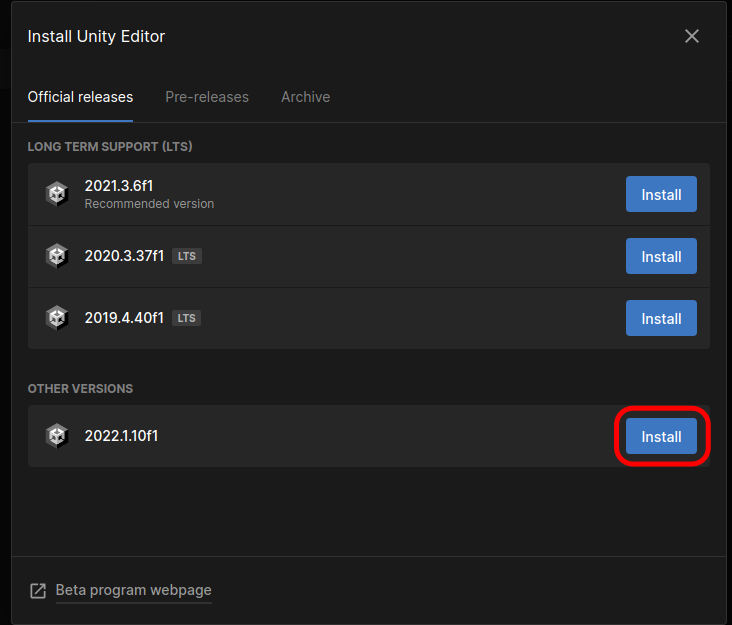 Install Unity Editor
Official releases Pre-releases Archive
LONG TERM SUPPORT (LTS)
2021.3.6f1
Recommended version
Install
2020.3.37f1 LTS
Install
2019.4.40f1 LTS
Install
OTHER VERSIONS
2022.1.10f1
Install
Beta program webpage